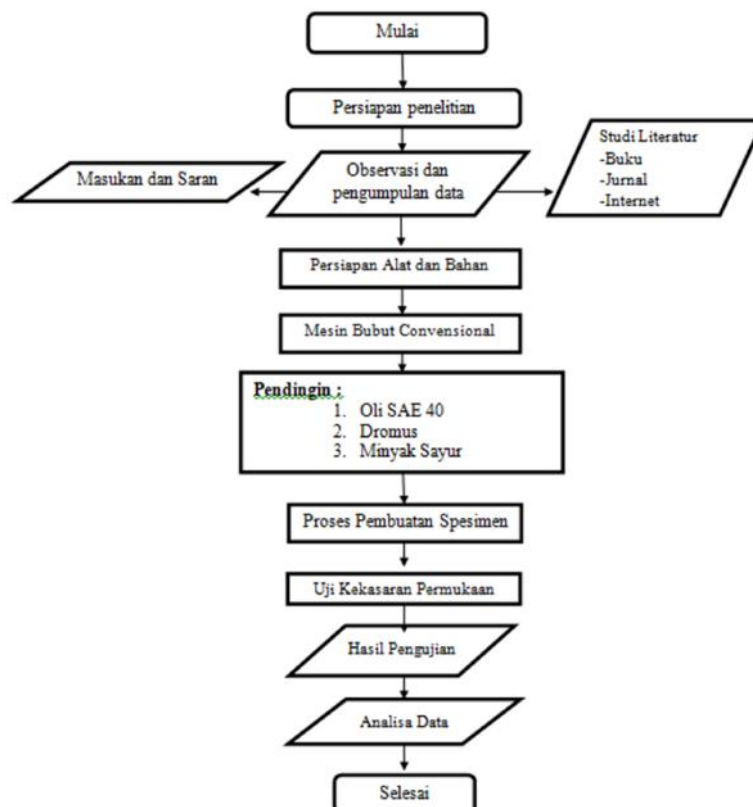 Mulai
Persiapan penelitian
Masukan dan Saran
Observasi dan
pengumpulan data
Studi Literatur
-Buku
-Jurnal
-Internet
Persiapan Alat dan Bahan
Mesin Bubut Convensional
Pendingin :
1. Oli SAE 40
2. Dromus
3. Minyak Sayur
Proses Pembuatan Spesimen
Uji Kekasaran Permukaan
Hasil Pengujian
Analisa Data
Selesai